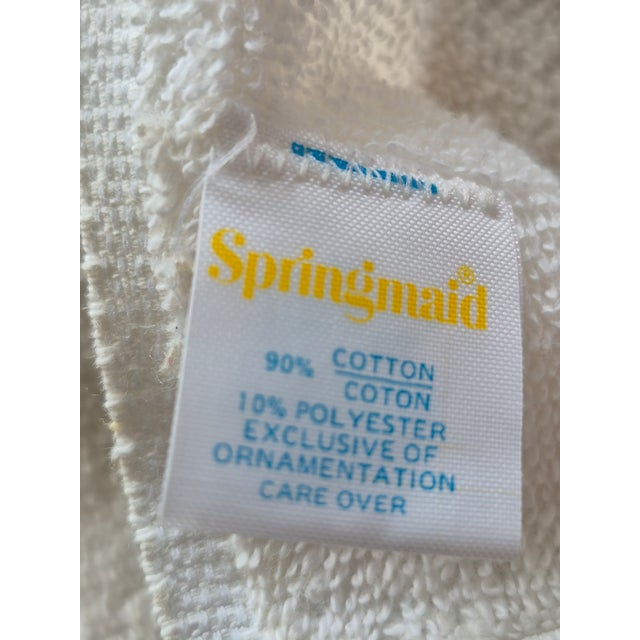 Springmaid®
90% COTTON
COTON
10% POLYESTER
EXCLUSIVE OF
ORNAMENTATION
CARE OVER